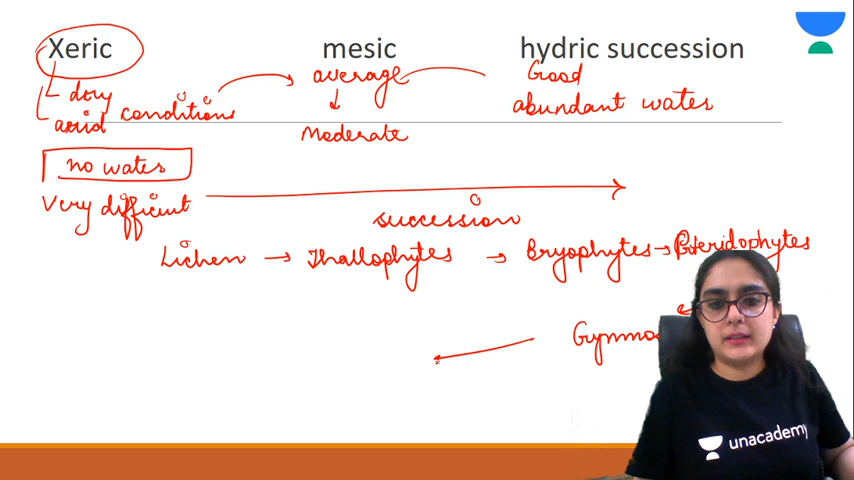 Xeric mesic hydric succession
dry average Good
arid conditions abundant water
Moderate
no water
Very difficient
succession
Lichen → Thallophytes → Bryophytes → Pteridophytes
Gymno
unacademy